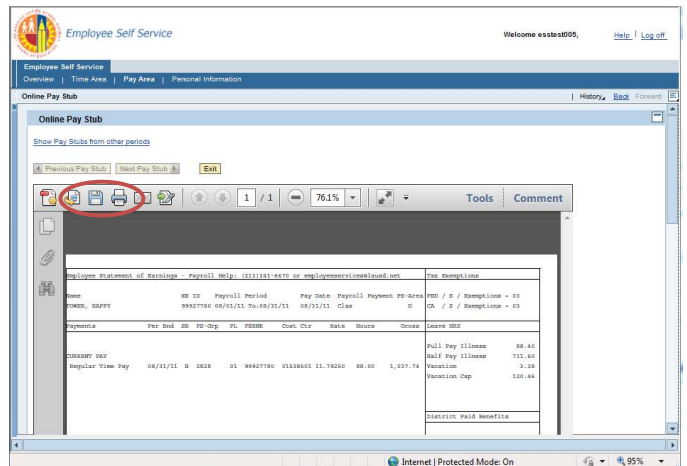 Employee Self Service
Welcome esstest005, Help | Log off
Employee Self Service
Overview | Time Area | Pay Area | Personal Information
Online Pay Stub | History Back Forward
Online Pay Stub
Show Pay Stubs from other periods
Previous Pay Stub Next Pay Stub Exit
1 / 1 76.1% Tools Comment
Employee Statement of Earnings - Payroll Help: (213)241-6670 or employeeservices@lausd.net Tax Exemptions
Name EE ID Payroll Period Pay Date Payroll Payment PS-Area FED / S / Exemptions - 03
TOWER, HAPPY 99927780 08/01/11 To:08/31/11 08/31/11 Clas D CA / S / Exemptions - 03
Payments Per End SH PS-Grp PL PERNR Cost Ctr Rate Hours Gross Leave HRS
Full Pay Illness 88.40
CURRENT PAY Half Pay Illness 711.60
Regular Time Pay 08/31/11 H 2828 01 99927780 01538501 11.79250 88.00 1,037.74 Vacation 3.38
Vacation Cap 120.46
District Paid Benefits
Internet | Protected Mode: On 95%